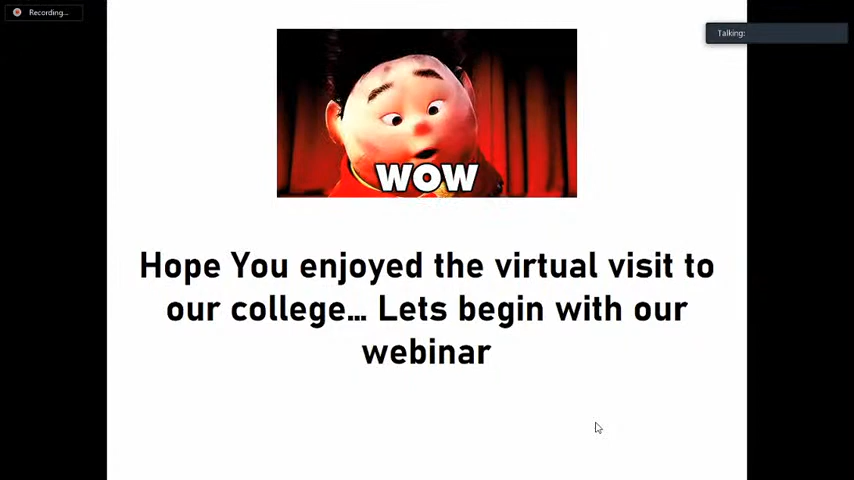 Recording...
Talking:
WOW
Hope You enjoyed the virtual visit to
our college... Lets begin with our
webinar